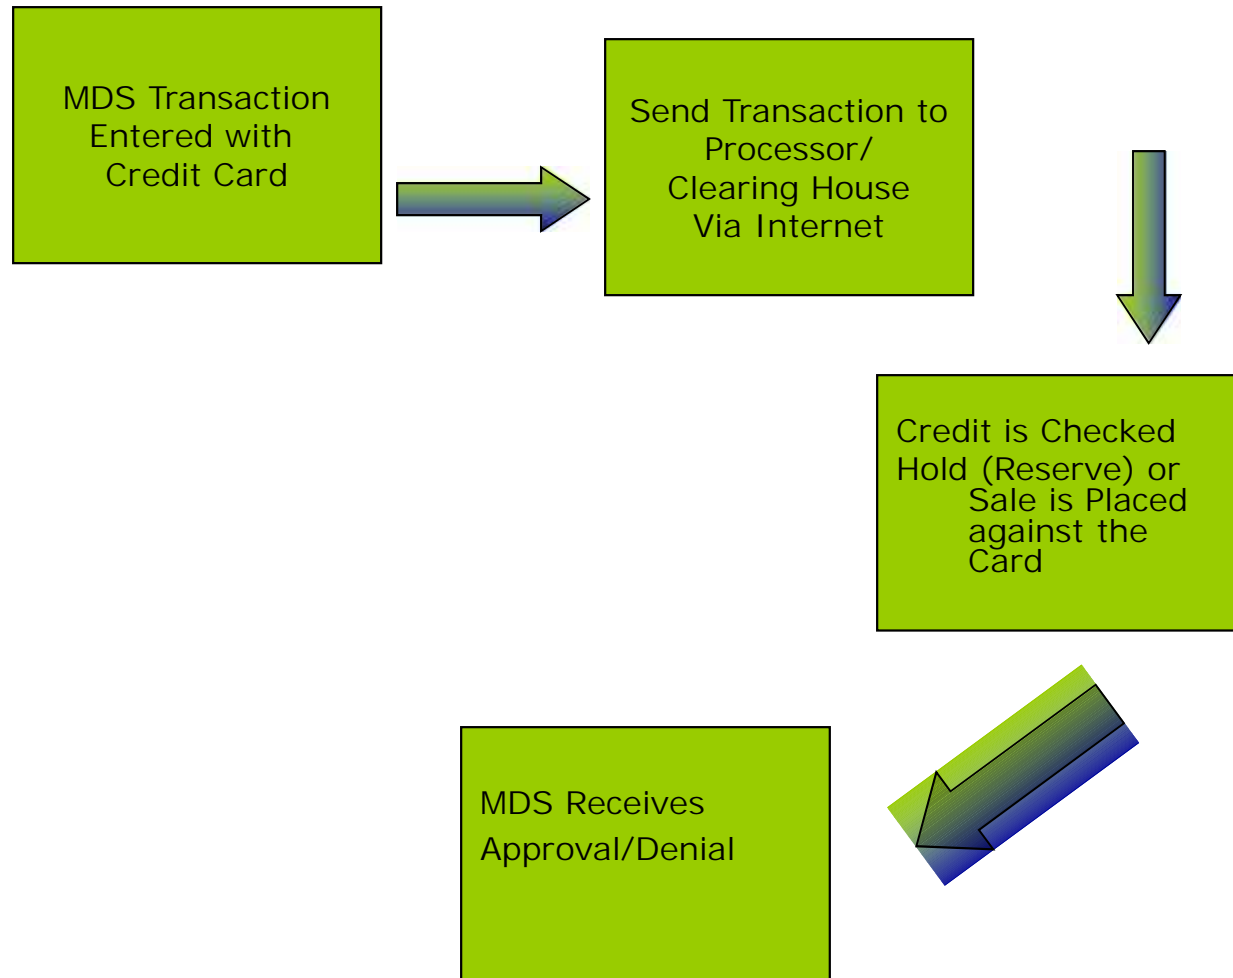 MDS Transaction
Entered with
Credit Card
Send Transaction to
Processor/
Clearing House
Via Internet
Credit is Checked
Hold (Reserve) or
Sale is Placed
against the
Card
MDS Receives
Approval/Denial